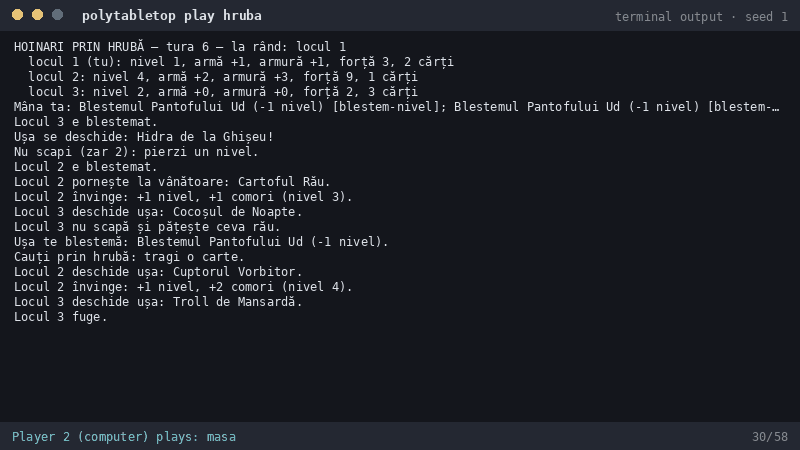 polytabletop play hruba
terminal output · seed 1
HOINARI PRIN HRUBĂ — tura 6 — la rând: locul 1
locul 1 (tu): nivel 1, armă +1, armură +1, forță 3, 2 cărți
locul 2: nivel 4, armă +2, armură +3, forță 9, 1 cărți
locul 3: nivel 2, armă +0, armură +0, forță 2, 3 cărți
Mâna ta: Blestemul Pantofului Ud (-1 nivel) [blestem-nivel]; Blestemul Pantofului Ud (-1 nivel) [blestem-…
Locul 3 e blestemat.
Ușa se deschide: Hidra de la Ghișeu!
Nu scapi (zar 2): pierzi un nivel.
Locul 2 e blestemat.
Locul 2 pornește la vânătoare: Cartoful Rău.
Locul 2 învinge: +1 nivel, +1 comori (nivel 3).
Locul 3 deschide ușa: Cocoșul de Noapte.
Locul 3 nu scapă și pățește ceva rău.
Ușa te blestemă: Blestemul Pantofului Ud (-1 nivel).
Cauți prin hrubă: tragi o carte.
Locul 2 deschide ușa: Cuptorul Vorbitor.
Locul 2 învinge: +1 nivel, +2 comori (nivel 4).
Locul 3 deschide ușa: Troll de Mansardă.
Locul 3 fuge.
Player 2 (computer) plays: masa
30/58